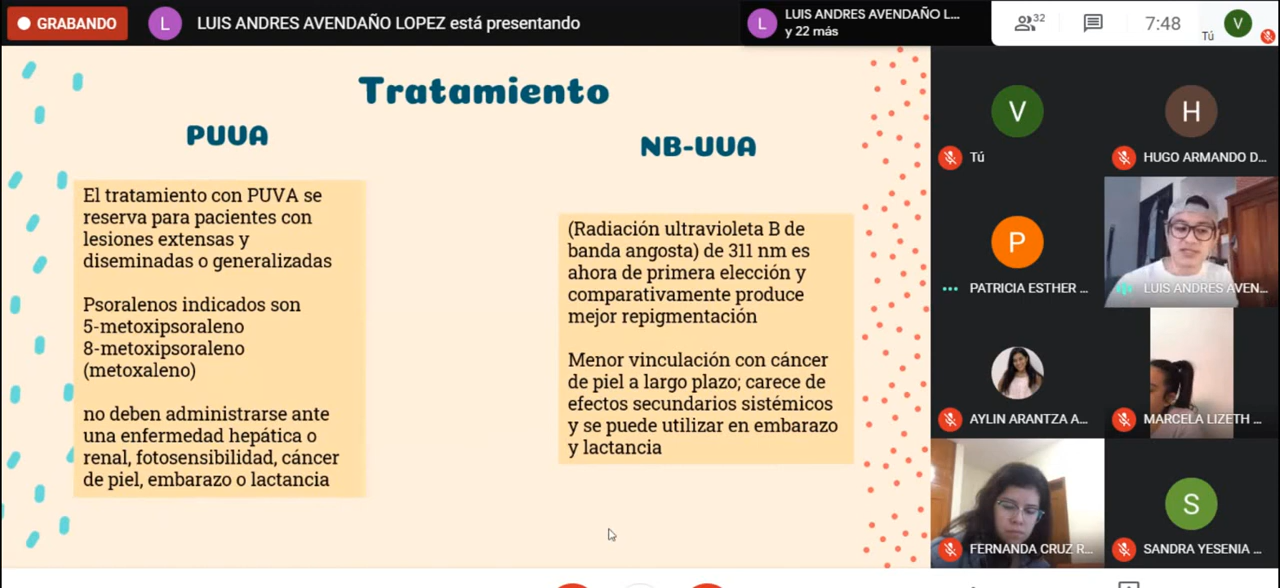 GRABANDO
L
LUIS ANDRES AVENDAÑO LOPEZ está presentando
L
LUIS ANDRES AVENDAÑO L...
y 22 más
32
7:48
Tú
V
Tratamiento
PUVA
El tratamiento con PUVA se
reserva para pacientes con
lesiones extensas y
diseminadas o generalizadas
Psoralenos indicados son
5-metoxipsoraleno
8-metoxipsoraleno
(metoxaleno)
no deben administrarse ante
una enfermedad hepática o
renal, fotosensibilidad, cáncer
de piel, embarazo o lactancia
NB-UVA
(Radiación ultravioleta B de
banda angosta) de 311 nm es
ahora de primera elección y
comparativamente produce
mejor repigmentación
Menor vinculación con cáncer
de piel a largo plazo; carece de
efectos secundarios sistémicos
y se puede utilizar en embarazo
y lactancia
V
Tú
H
HUGO ARMANDO D...
P
PATRICIA ESTHER ...
LUIS ANDRES AVEN...
AYLIN ARANTZA A...
MARCELA LIZETH ...
FERNANDA CRUZ R...
S
SANDRA YESENIA ...